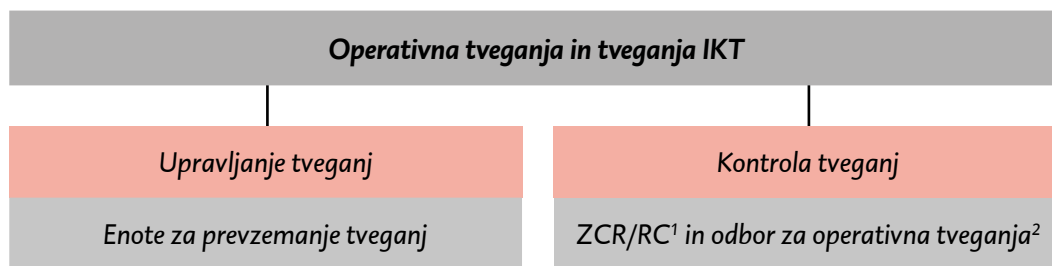 Operativna tveganja in tveganja IKT
Upravljanje tveganj
Kontrola tveganj
Enote za prevzemanje tveganj
ZCR/RC¹ in odbor za operativna tveganja²